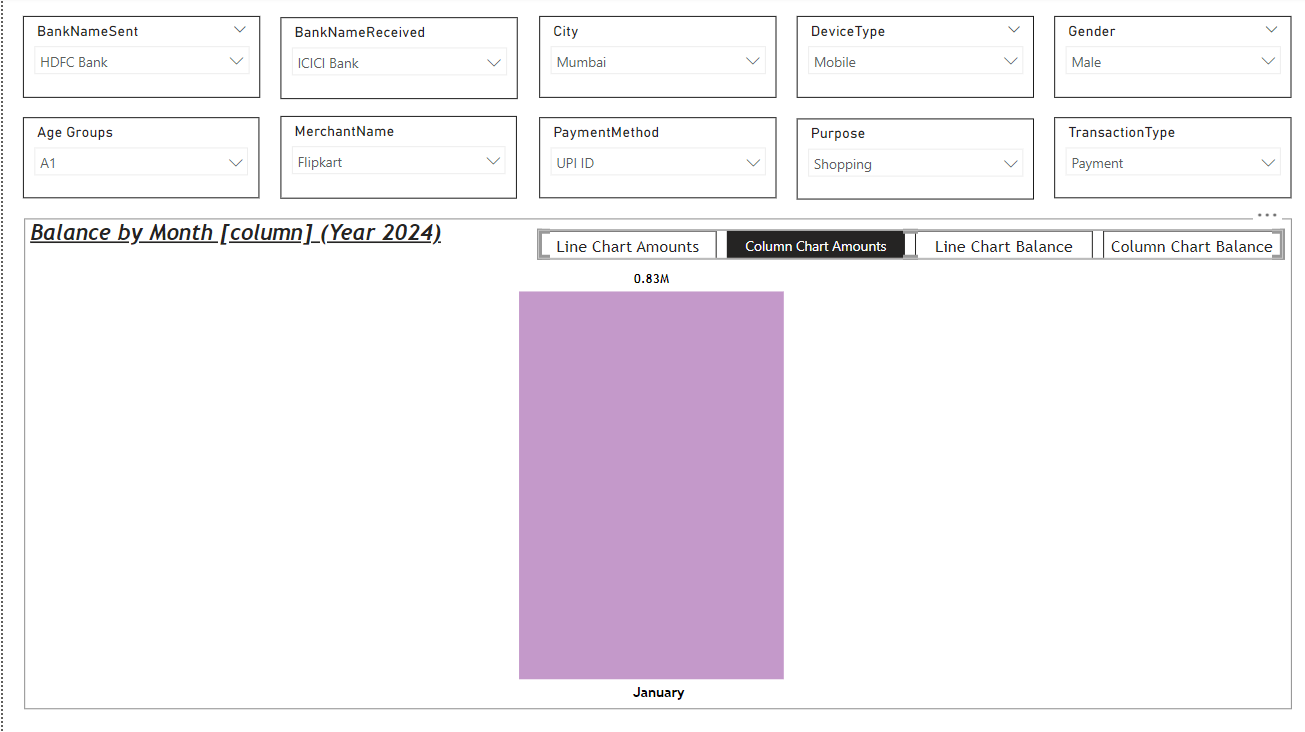 BankNameSent
HDFC Bank
BankNameReceived
ICICI Bank
City
Mumbai
DeviceType
Mobile
Gender
Male
Age Groups
A1
MerchantName
Flipkart
PaymentMethod
UPI ID
Purpose
Shopping
TransactionType
Payment
Balance by Month [column] (Year 2024)
Line Chart Amounts
Column Chart Amounts
Line Chart Balance
Column Chart Balance
0.83M
January